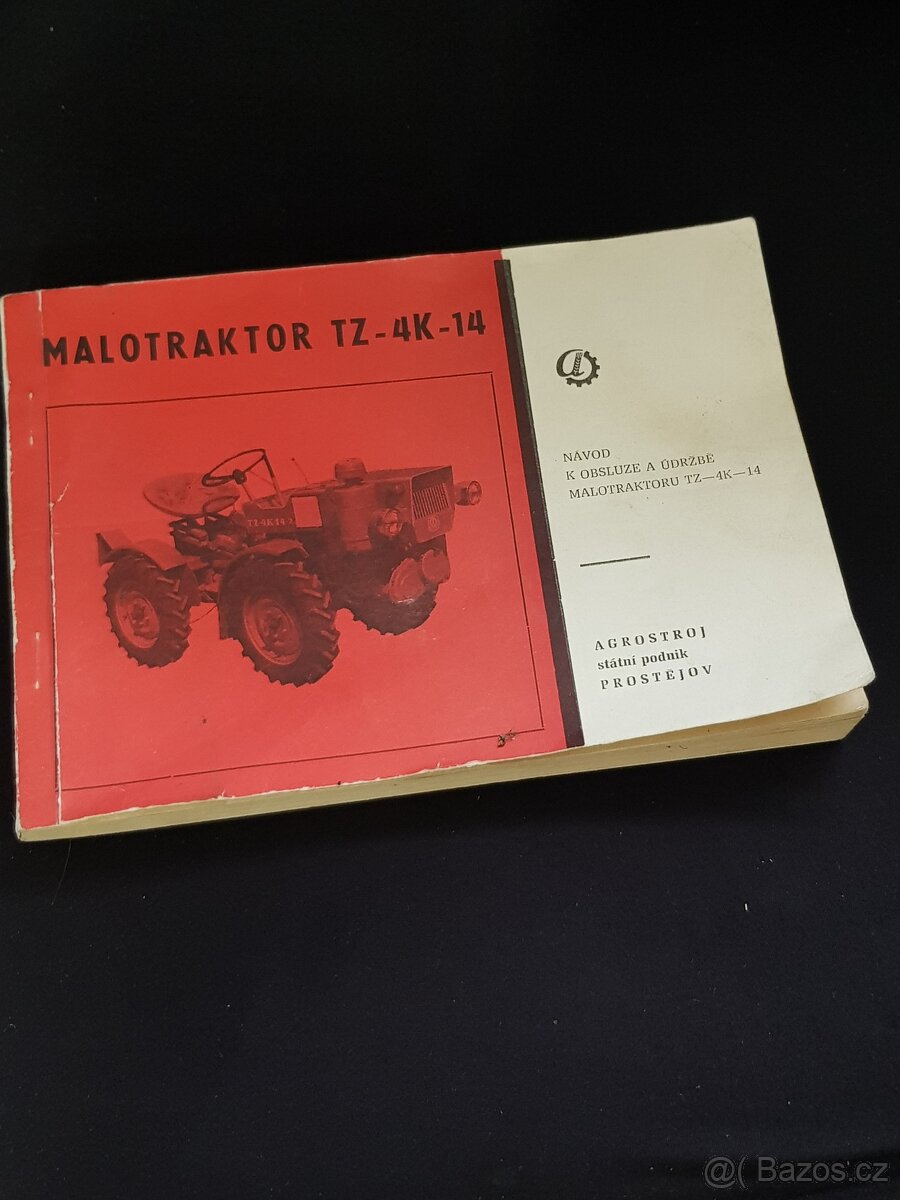 MALOTRAKTOR TZ-4K-14
TZ-4K-14
NÁVOD
K OBSLUZE A ÚDRŽBĚ
MALOTRAKTORU TZ—4K—14
AGROSTROJ
státní podnik
PROSTĚJOV
@( Bazoš.cz